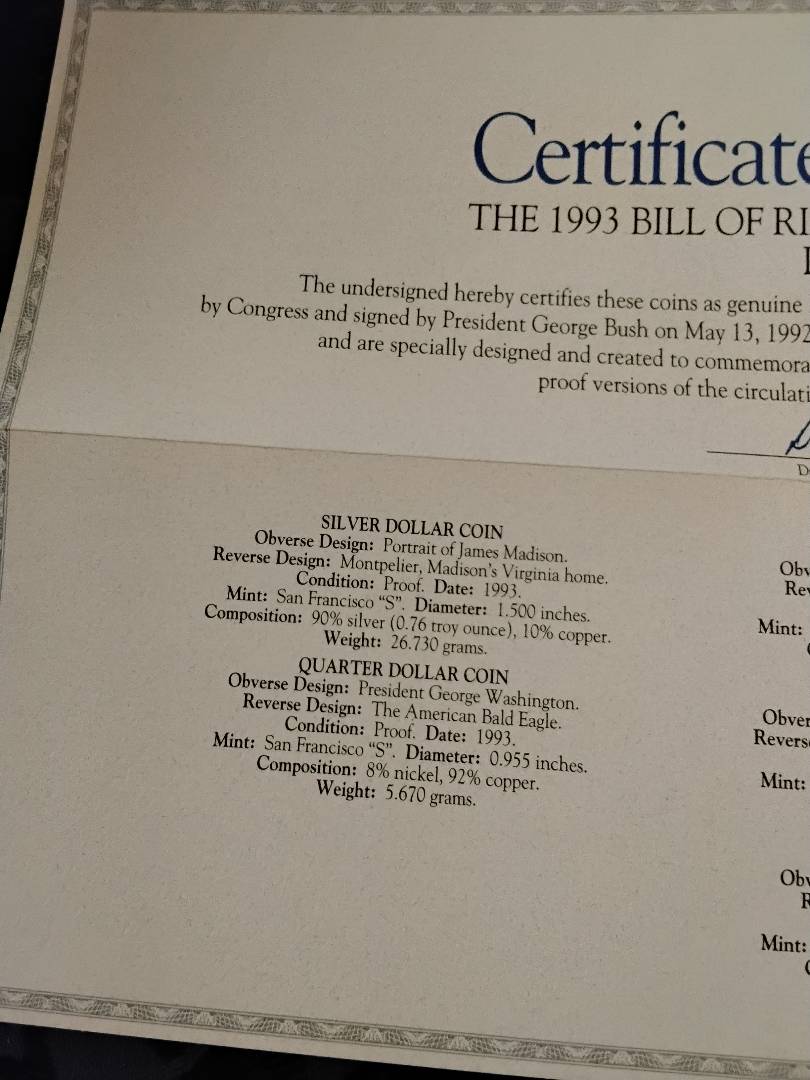 Certificate
THE 1993 BILL OF RI
The undersigned hereby certifies these coins as genuine
by Congress and signed by President George Bush on May 13, 1992
and are specially designed and created to commemora
proof versions of the circulati
D
SILVER DOLLAR COIN
Obverse Design: Portrait of James Madison.
Reverse Design: Montpelier, Madison's Virginia home.
Condition: Proof. Date: 1993.
Mint: San Francisco “S”. Diameter: 1.500 inches.
Composition: 90% silver (0.76 troy ounce), 10% copper.
Weight: 26.730 grams.
QUARTER DOLLAR COIN
Obverse Design: President George Washington.
Reverse Design: The American Bald Eagle.
Condition: Proof. Date: 1993.
Mint: San Francisco “S”. Diameter: 0.955 inches.
Composition: 8% nickel, 92% copper.
Weight: 5.670 grams.
Obv
Rev
Mint:
Obver
Revers
Mint:
Obv
R
Mint: